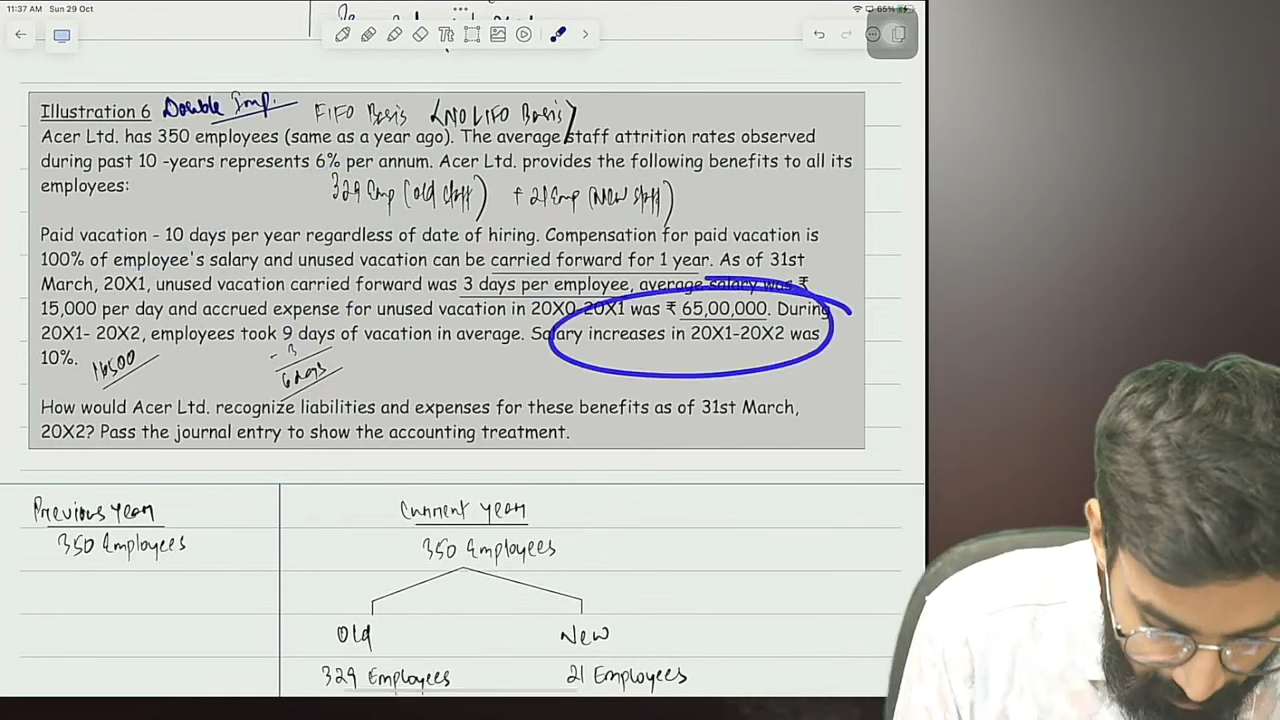 11:37 AM Sun 29 Oct
65%
Illustration 6 Double Imp. FIFO Basis <NO LIFO Basis>
Acer Ltd. has 350 employees (same as a year ago). The average staff attrition rates observed
during past 10 -years represents 6% per annum. Acer Ltd. provides the following benefits to all its
employees:
329 Emp (Old Staff) + 21 Emp (New Staff)
Paid vacation - 10 days per year regardless of date of hiring. Compensation for paid vacation is
100% of employee's salary and unused vacation can be carried forward for 1 year. As of 31st
March, 20X1, unused vacation carried forward was 3 days per employee, average salary was ₹
15,000 per day and accrued expense for unused vacation in 20X0-20X1 was ₹ 65,00,000. During
20X1- 20X2, employees took 9 days of vacation in average. Salary increases in 20X1-20X2 was
10%. 16500
- 3
6 days
How would Acer Ltd. recognize liabilities and expenses for these benefits as of 31st March,
20X2? Pass the journal entry to show the accounting treatment.
Previous year Current year
350 Employees 350 Employees
Old New
329 Employees 21 Employees